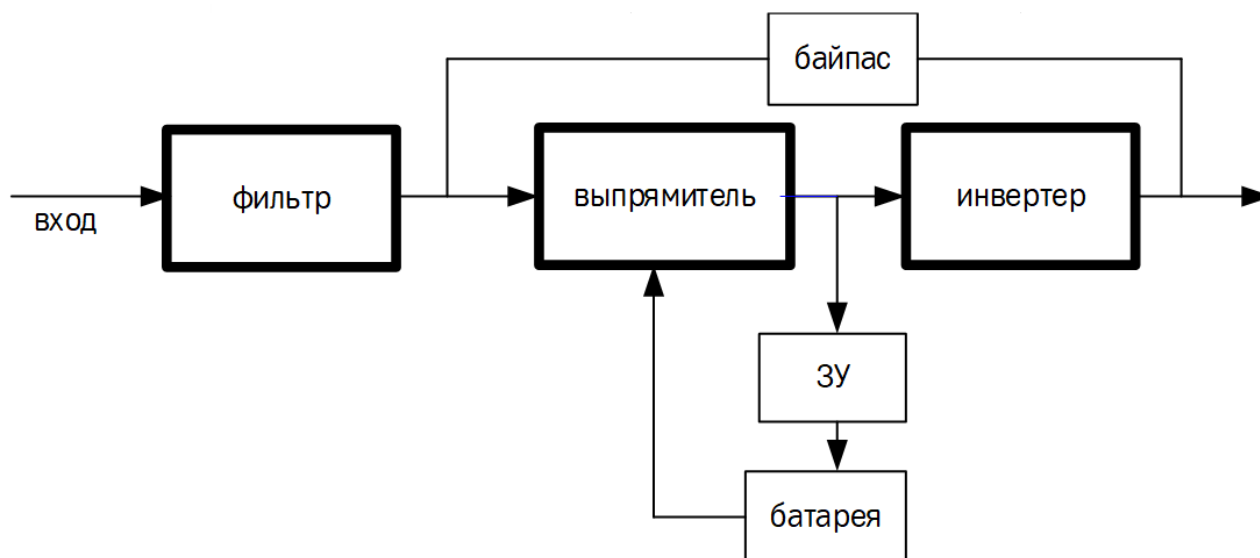 байпас
вход
фильтр
выпрямитель
инвертер
ЗУ
батарея